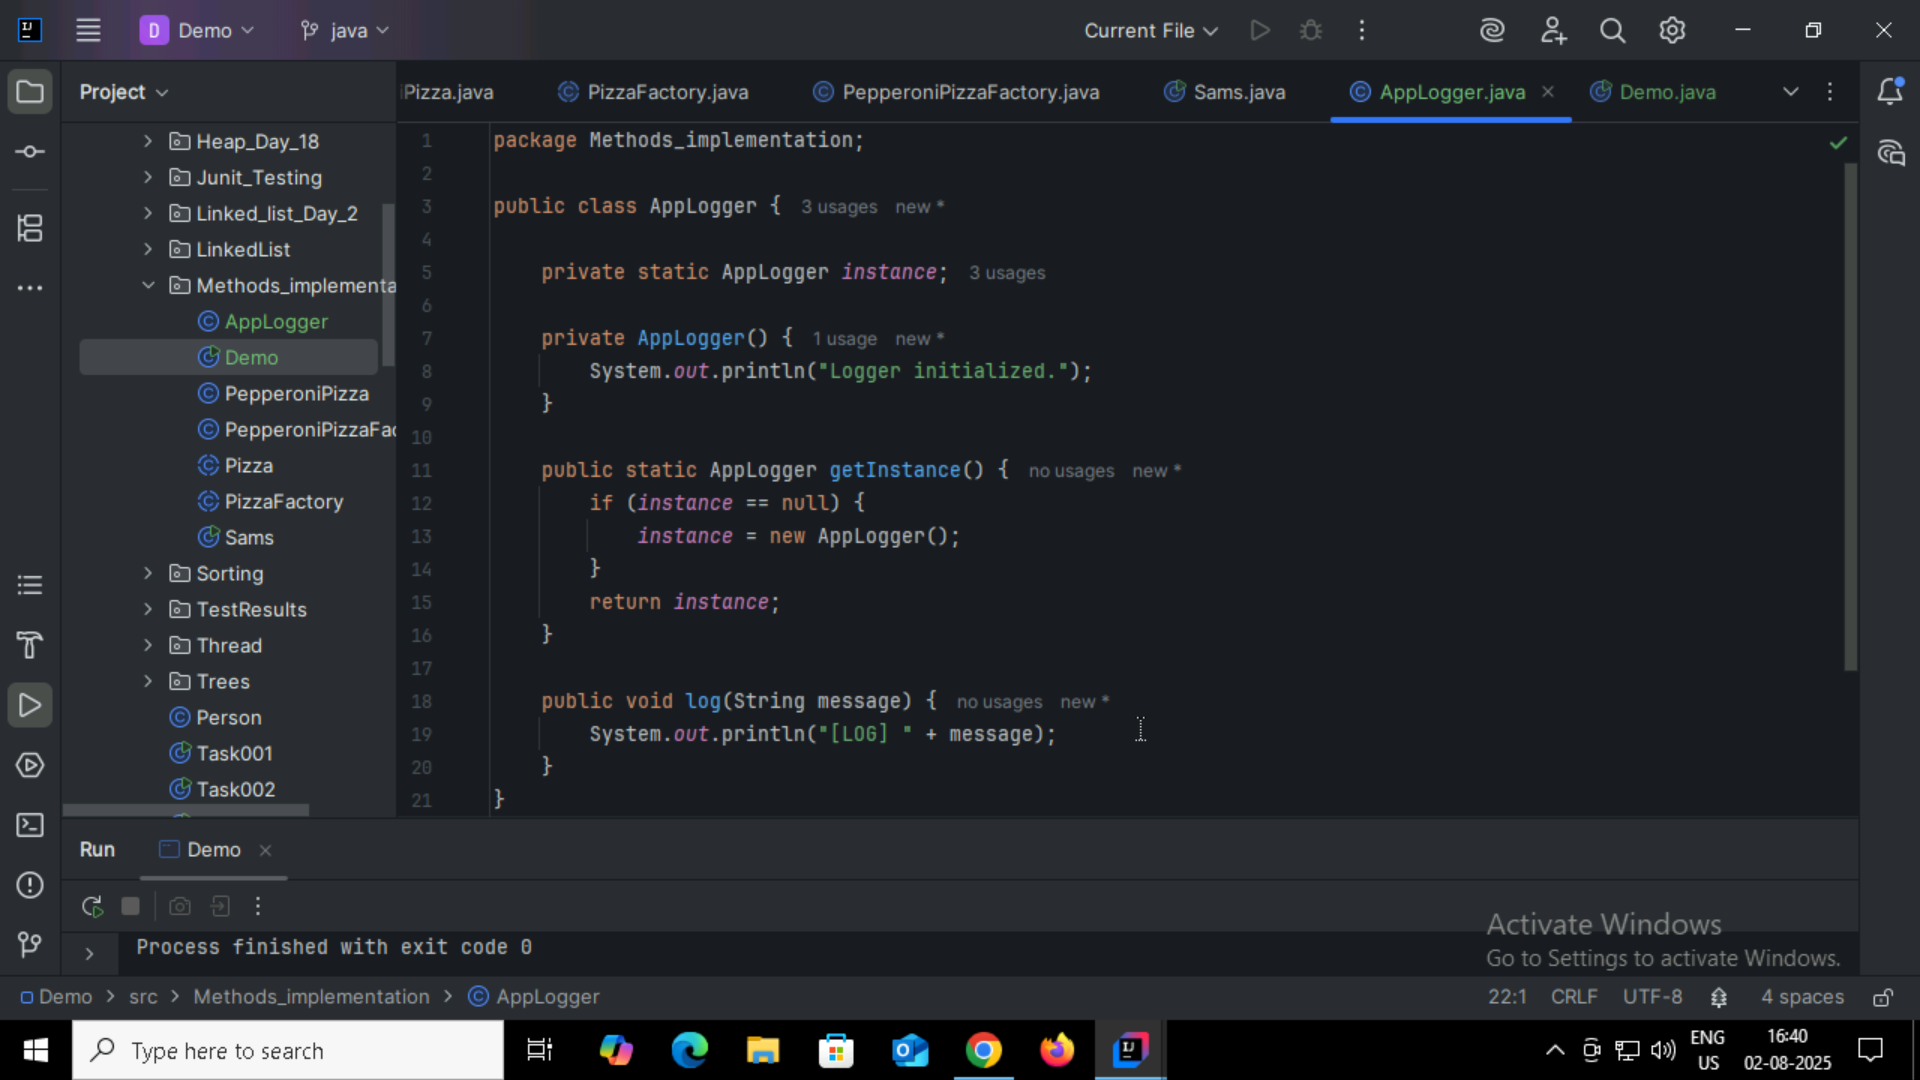 D Demo java Current File
Project
iPizza.java PizzaFactory.java PepperoniPizzaFactory.java Sams.java AppLogger.java Demo.java
Heap_Day_18
Junit_Testing
Linked_list_Day_2
LinkedList
Methods_implementa
AppLogger
Demo
PepperoniPizza
PepperoniPizzaFac
Pizza
PizzaFactory
Sams
Sorting
TestResults
Thread
Trees
Person
Task001
Task002
1 package Methods_implementation;
2
3 public class AppLogger { 3 usages new *
4
5 private static AppLogger instance; 3 usages
6
7 private AppLogger() { 1 usage new *
8 System.out.println("Logger initialized.");
9 }
10
11 public static AppLogger getInstance() { no usages new *
12 if (instance == null) {
13 instance = new AppLogger();
14 }
15 return instance;
16 }
17
18 public void log(String message) { no usages new *
19 System.out.println("[LOG] " + message);
20 }
21 }
Run Demo
Process finished with exit code 0
Activate Windows
Go to Settings to activate Windows.
Demo > src > Methods_implementation > AppLogger 22:1 CRLF UTF-8 4 spaces
Type here to search
ENG
US
16:40
02-08-2025